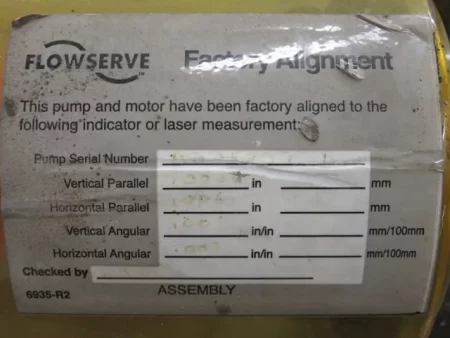 FLOWSERVE
Factory Alignment
This pump and motor have been factory aligned to the
following indicator or laser measurement:
Pump Serial Number
Vertical Parallel in mm
Horizontal Parallel in mm
Vertical Angular in/in mm/100mm
Horizontal Angular in/in mm/100mm
Checked by
ASSEMBLY
6935-R2